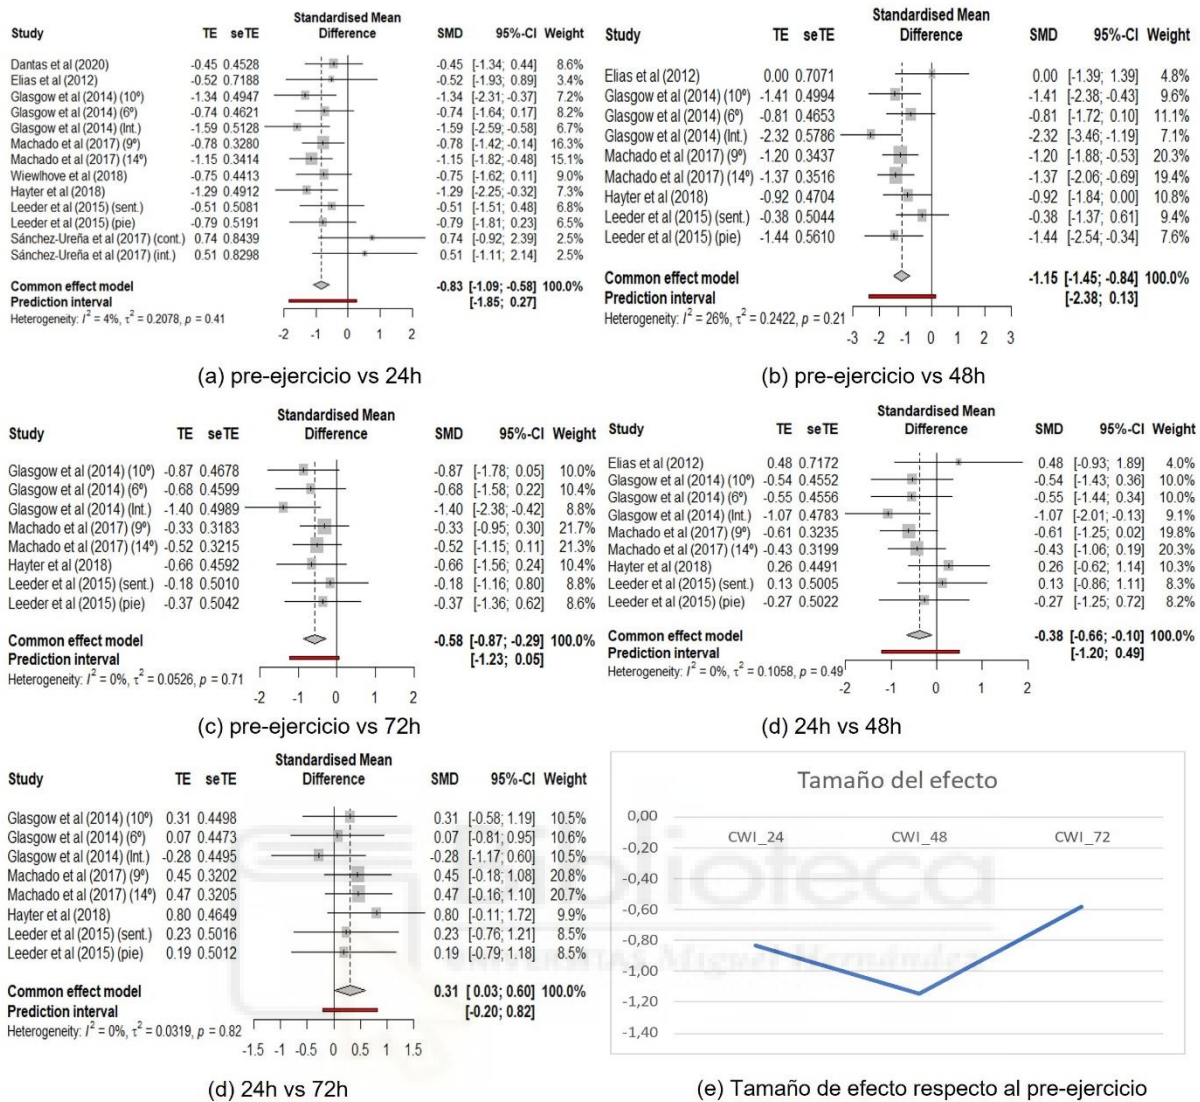 Standardised Mean
Study TE seTE Difference SMD 95%-CI Weight
Dantas et al (2020) -0.45 0.4528 -0.45 [-1.34; 0.44] 8.6%
Elias et al (2012) -0.52 0.7188 -0.52 [-1.93; 0.89] 3.4%
Glasgow et al (2014) (10º) -1.34 0.4947 -1.34 [-2.31; -0.37] 7.2%
Glasgow et al (2014) (6º) -0.74 0.4621 -0.74 [-1.64; 0.17] 8.2%
Glasgow et al (2014) (Int.) -1.59 0.5128 -1.59 [-2.59; -0.58] 6.7%
Machado et al (2017) (9º) -0.78 0.3280 -0.78 [-1.42; -0.14] 16.3%
Machado et al (2017) (14º) -1.15 0.3414 -1.15 [-1.82; -0.48] 15.1%
Wiewlhove et al (2018) -0.75 0.4413 -0.75 [-1.62; 0.11] 9.0%
Hayter et al (2018) -1.29 0.4912 -1.29 [-2.25; -0.32] 7.3%
Leeder et al (2015) (sent.) -0.51 0.5081 -0.51 [-1.51; 0.48] 6.8%
Leeder et al (2015) (pie) -0.79 0.5191 -0.79 [-1.81; 0.23] 6.5%
Sánchez-Ureña et al (2017) (cont.) 0.74 0.8439 0.74 [-0.92; 2.39] 2.5%
Sánchez-Ureña et al (2017) (int.) 0.51 0.8298 0.51 [-1.11; 2.14] 2.5%
Common effect model -0.83 [-1.09; -0.58] 100.0%
Prediction interval [-1.85; 0.27]
Heterogeneity: I² = 4%, τ² = 0.2078, p = 0.41
-2 -1 0 1 2
(a) pre-ejercicio vs 24h
Standardised Mean
Study TE seTE Difference SMD 95%-CI Weight
Elias et al (2012) 0.00 0.7071 0.00 [-1.39; 1.39] 4.8%
Glasgow et al (2014) (10º) -1.41 0.4994 -1.41 [-2.38; -0.43] 9.6%
Glasgow et al (2014) (6º) -0.81 0.4653 -0.81 [-1.72; 0.10] 11.1%
Glasgow et al (2014) (Int.) -2.32 0.5786 -2.32 [-3.46; -1.19] 7.1%
Machado et al (2017) (9º) -1.20 0.3437 -1.20 [-1.88; -0.53] 20.3%
Machado et al (2017) (14º) -1.37 0.3516 -1.37 [-2.06; -0.69] 19.4%
Hayter et al (2018) -0.92 0.4704 -0.92 [-1.84; 0.00] 10.8%
Leeder et al (2015) (sent.) -0.38 0.5044 -0.38 [-1.37; 0.61] 9.4%
Leeder et al (2015) (pie) -1.44 0.5610 -1.44 [-2.54; -0.34] 7.6%
Common effect model -1.15 [-1.45; -0.84] 100.0%
Prediction interval [-2.38; 0.13]
Heterogeneity: I² = 26%, τ² = 0.2422, p = 0.21
-3 -2 -1 0 1 2 3
(b) pre-ejercicio vs 48h
Standardised Mean
Study TE seTE Difference SMD 95%-CI Weight
Glasgow et al (2014) (10º) -0.87 0.4678 -0.87 [-1.78; 0.05] 10.0%
Glasgow et al (2014) (6º) -0.68 0.4599 -0.68 [-1.58; 0.22] 10.4%
Glasgow et al (2014) (Int.) -1.40 0.4989 -1.40 [-2.38; -0.42] 8.8%
Machado et al (2017) (9º) -0.33 0.3183 -0.33 [-0.95; 0.30] 21.7%
Machado et al (2017) (14º) -0.52 0.3215 -0.52 [-1.15; 0.11] 21.3%
Hayter et al (2018) -0.66 0.4592 -0.66 [-1.56; 0.24] 10.4%
Leeder et al (2015) (sent.) -0.18 0.5010 -0.18 [-1.16; 0.80] 8.8%
Leeder et al (2015) (pie) -0.37 0.5042 -0.37 [-1.36; 0.62] 8.6%
Common effect model -0.58 [-0.87; -0.29] 100.0%
Prediction interval [-1.23; 0.05]
Heterogeneity: I² = 0%, τ² = 0.0526, p = 0.71
-2 -1 0 1 2
(c) pre-ejercicio vs 72h
Standardised Mean
Study TE seTE Difference SMD 95%-CI Weight
Elias et al (2012) 0.48 0.7172 0.48 [-0.93; 1.89] 4.0%
Glasgow et al (2014) (10º) -0.54 0.4552 -0.54 [-1.43; 0.36] 10.0%
Glasgow et al (2014) (6º) -0.55 0.4556 -0.55 [-1.44; 0.34] 10.0%
Glasgow et al (2014) (Int.) -1.07 0.4783 -1.07 [-2.01; -0.13] 9.1%
Machado et al (2017) (9º) -0.61 0.3235 -0.61 [-1.25; 0.02] 19.8%
Machado et al (2017) (14º) -0.43 0.3199 -0.43 [-1.06; 0.19] 20.3%
Hayter et al (2018) 0.26 0.4491 0.26 [-0.62; 1.14] 10.3%
Leeder et al (2015) (sent.) 0.13 0.5005 0.13 [-0.86; 1.11] 8.3%
Leeder et al (2015) (pie) -0.27 0.5022 -0.27 [-1.25; 0.72] 8.2%
Common effect model -0.38 [-0.66; -0.10] 100.0%
Prediction interval [-1.20; 0.49]
Heterogeneity: I² = 0%, τ² = 0.1058, p = 0.49
-2 -1 0 1 2
(d) 24h vs 48h
Standardised Mean
Study TE seTE Difference SMD 95%-CI Weight
Glasgow et al (2014) (10º) 0.31 0.4498 0.31 [-0.58; 1.19] 10.5%
Glasgow et al (2014) (6º) 0.07 0.4473 0.07 [-0.81; 0.95] 10.6%
Glasgow et al (2014) (Int.) -0.28 0.4495 -0.28 [-1.17; 0.60] 10.5%
Machado et al (2017) (9º) 0.45 0.3202 0.45 [-0.18; 1.08] 20.8%
Machado et al (2017) (14º) 0.47 0.3205 0.47 [-0.16; 1.10] 20.7%
Hayter et al (2018) 0.80 0.4649 0.80 [-0.11; 1.72] 9.9%
Leeder et al (2015) (sent.) 0.23 0.5016 0.23 [-0.76; 1.21] 8.5%
Leeder et al (2015) (pie) 0.19 0.5012 0.19 [-0.79; 1.18] 8.5%
Common effect model 0.31 [ 0.03; 0.60] 100.0%
Prediction interval [-0.20; 0.82]
Heterogeneity: I² = 0%, τ² = 0.0319, p = 0.82
-1.5 -1 -0.5 0 0.5 1 1.5
(d) 24h vs 72h
Tamaño del efecto
0,00
CWI_24 CWI_48 CWI_72
-0,20
-0,40
-0,60
-0,80
-1,00
-1,20
-1,40
(e) Tamaño de efecto respecto al pre-ejercicio
Biblioteca
UNIVERSITAS Miguel Hernández